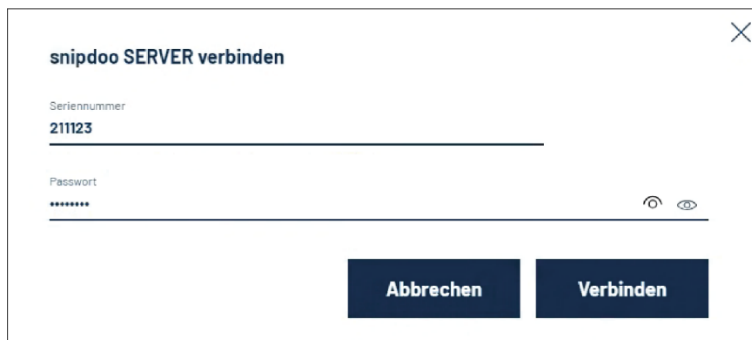 snipdoo SERVER verbinden
Seriennummer
211123
Passwort
••••••••
Abbrechen
Verbinden